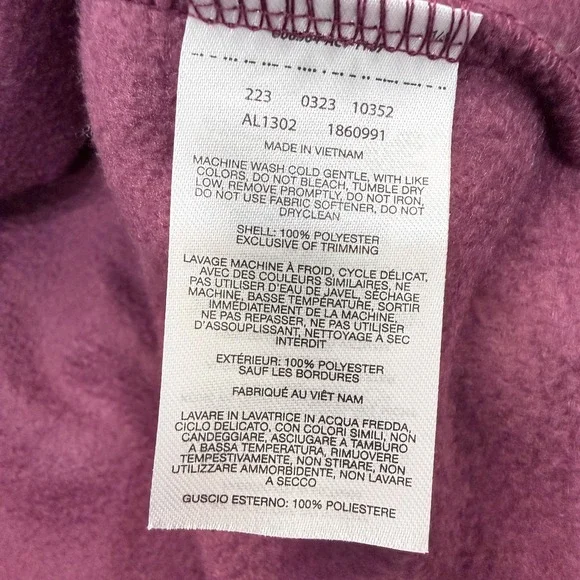 223 0323 10352
AL1302 1860991
MADE IN VIETNAM
MACHINE WASH COLD GENTLE, WITH LIKE
COLORS, DO NOT BLEACH, TUMBLE DRY
LOW, REMOVE PROMPTLY, DO NOT IRON,
DO NOT USE FABRIC SOFTENER, DO NOT
DRYCLEAN
SHELL: 100% POLYESTER
EXCLUSIVE OF TRIMMING
LAVAGE MACHINE À FROID, CYCLE DÉLICAT,
AVEC DES COULEURS SIMILAIRES, NE
PAS UTILISER D'EAU DE JAVEL, SÉCHAGE
MACHINE, BASSE TEMPÉRATURE, SORTIR
IMMÉDIATEMENT DE LA MACHINE,
NE PAS REPASSER, NE PAS UTILISER
D'ASSOUPLISSANT, NETTOYAGE A SEC
INTERDIT
EXTÉRIEUR: 100% POLYESTER
SAUF LES BORDURES
FABRIQUÉ AU VIÊT NAM
LAVARE IN LAVATRICE IN ACQUA FREDDA,
CICLO DELICATO, CON COLORI SIMILI, NON
CANDEGGIARE, ASCIUGARE A TAMBURO
A BASSA TEMPERATURA, RIMUOVERE
TEMPESTIVAMENTE, NON STIRARE, NON
UTILIZZARE AMMORBIDENTE, NON LAVARE
A SECCO
GUSCIO ESTERNO: 100% POLIESTERE